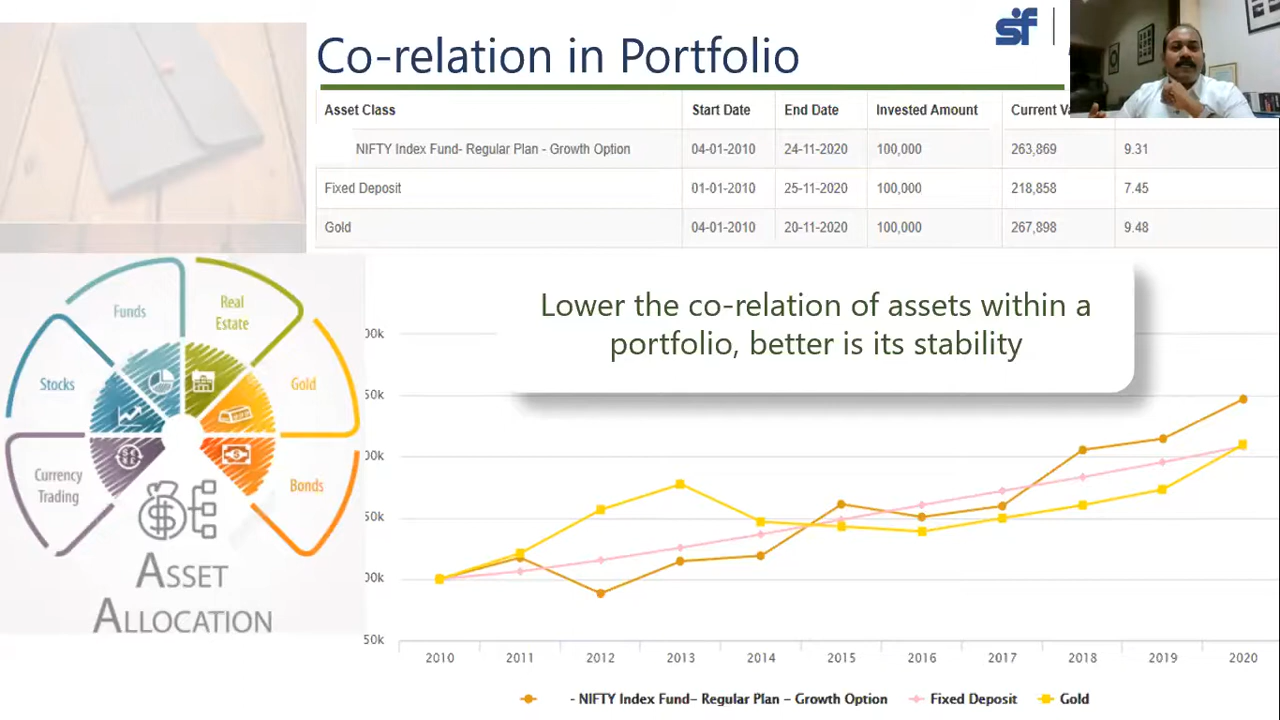 sf
Co-relation in Portfolio
Asset Class Start Date End Date Invested Amount Current Va
NIFTY Index Fund- Regular Plan - Growth Option 04-01-2010 24-11-2020 100,000 263,869 9.31
Fixed Deposit 01-01-2010 25-11-2020 100,000 218,858 7.45
Gold 04-01-2010 20-11-2020 100,000 267,898 9.48
Lower the co-relation of assets within a
portfolio, better is its stability
Funds
Real
Estate
Stocks
Gold
Currency
Trading
Bonds
ASSET
ALLOCATION
00k
50k
00k
50k
00k
50k
2010 2011 2012 2013 2014 2015 2016 2017 2018 2019 2020
- NIFTY Index Fund– Regular Plan – Growth Option Fixed Deposit Gold